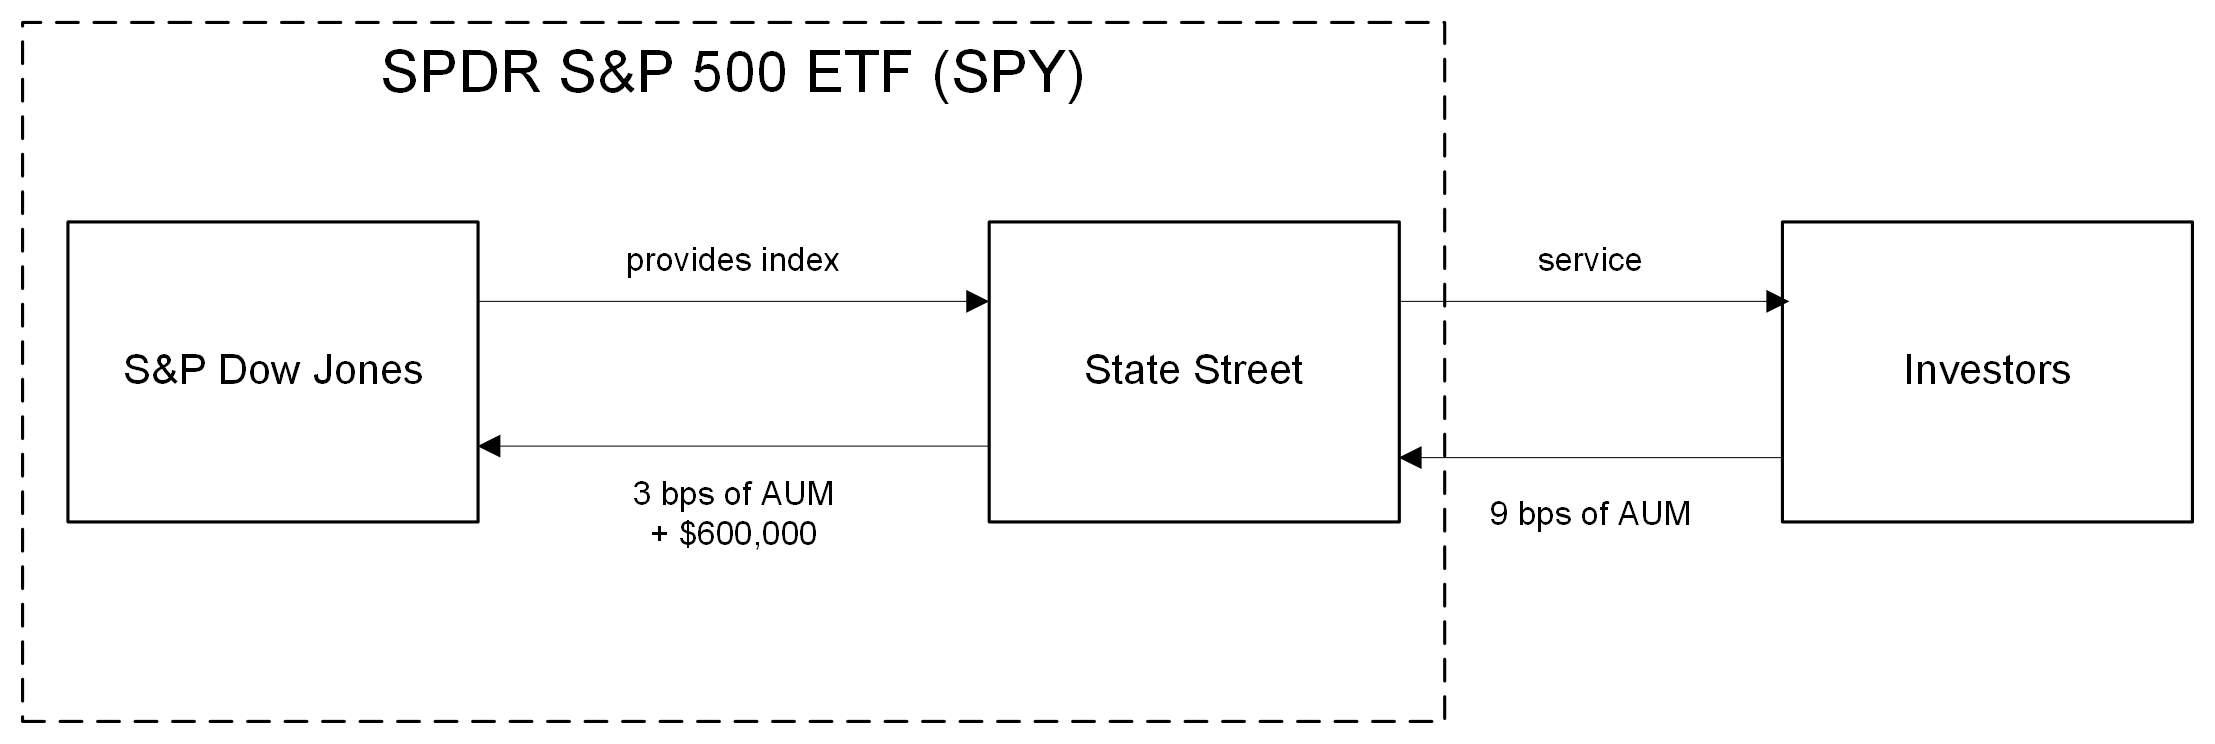 SPDR S&P 500 ETF (SPY)
provides index
service
S&P Dow Jones
State Street
Investors
3 bps of AUM
+ $600,000
9 bps of AUM